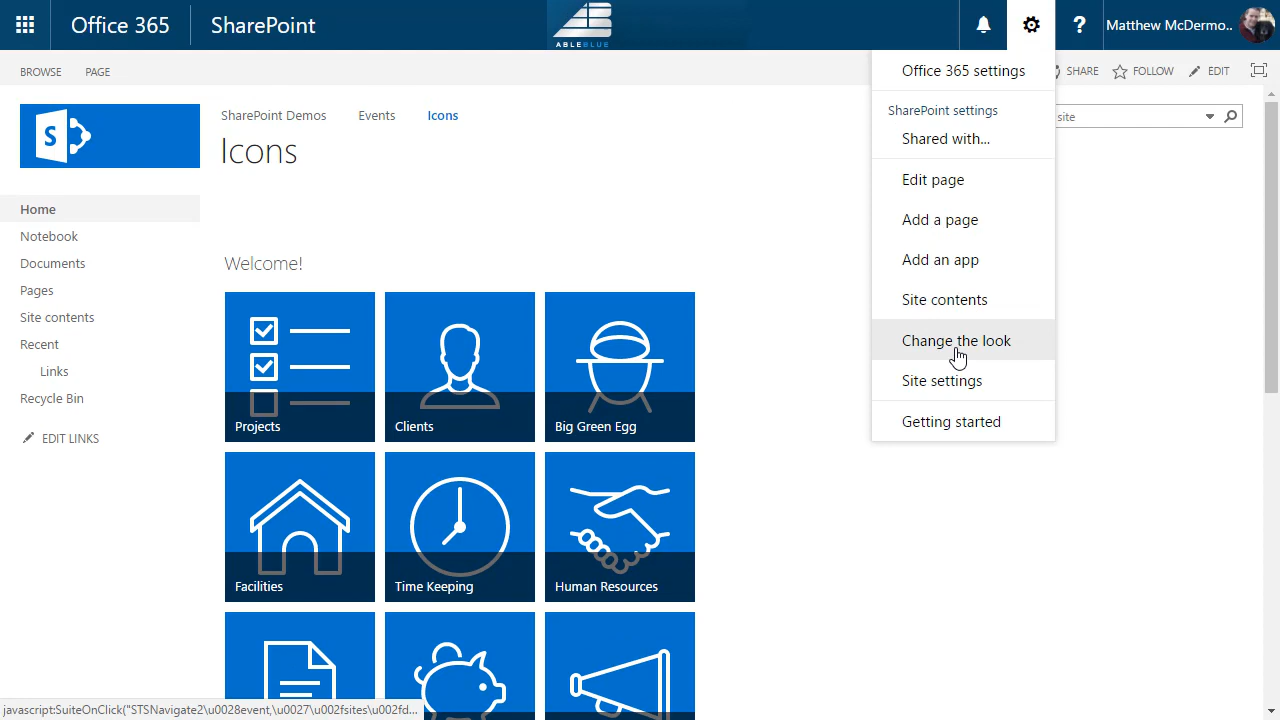 Office 365
SharePoint
ABLEBLUE
Matthew McDermo..
BROWSE
PAGE
SHARE
FOLLOW
EDIT
SharePoint Demos
Events
Icons
site
Icons
Home
Notebook
Documents
Pages
Site contents
Recent
Links
Recycle Bin
EDIT LINKS
Welcome!
Projects
Clients
Big Green Egg
Facilities
Time Keeping
Human Resources
Office 365 settings
SharePoint settings
Shared with...
Edit page
Add a page
Add an app
Site contents
Change the look
Site settings
Getting started
javascript:SuiteOnClick("STSNavigate2\u0028event,\u0027\u002fsites\u002fd...